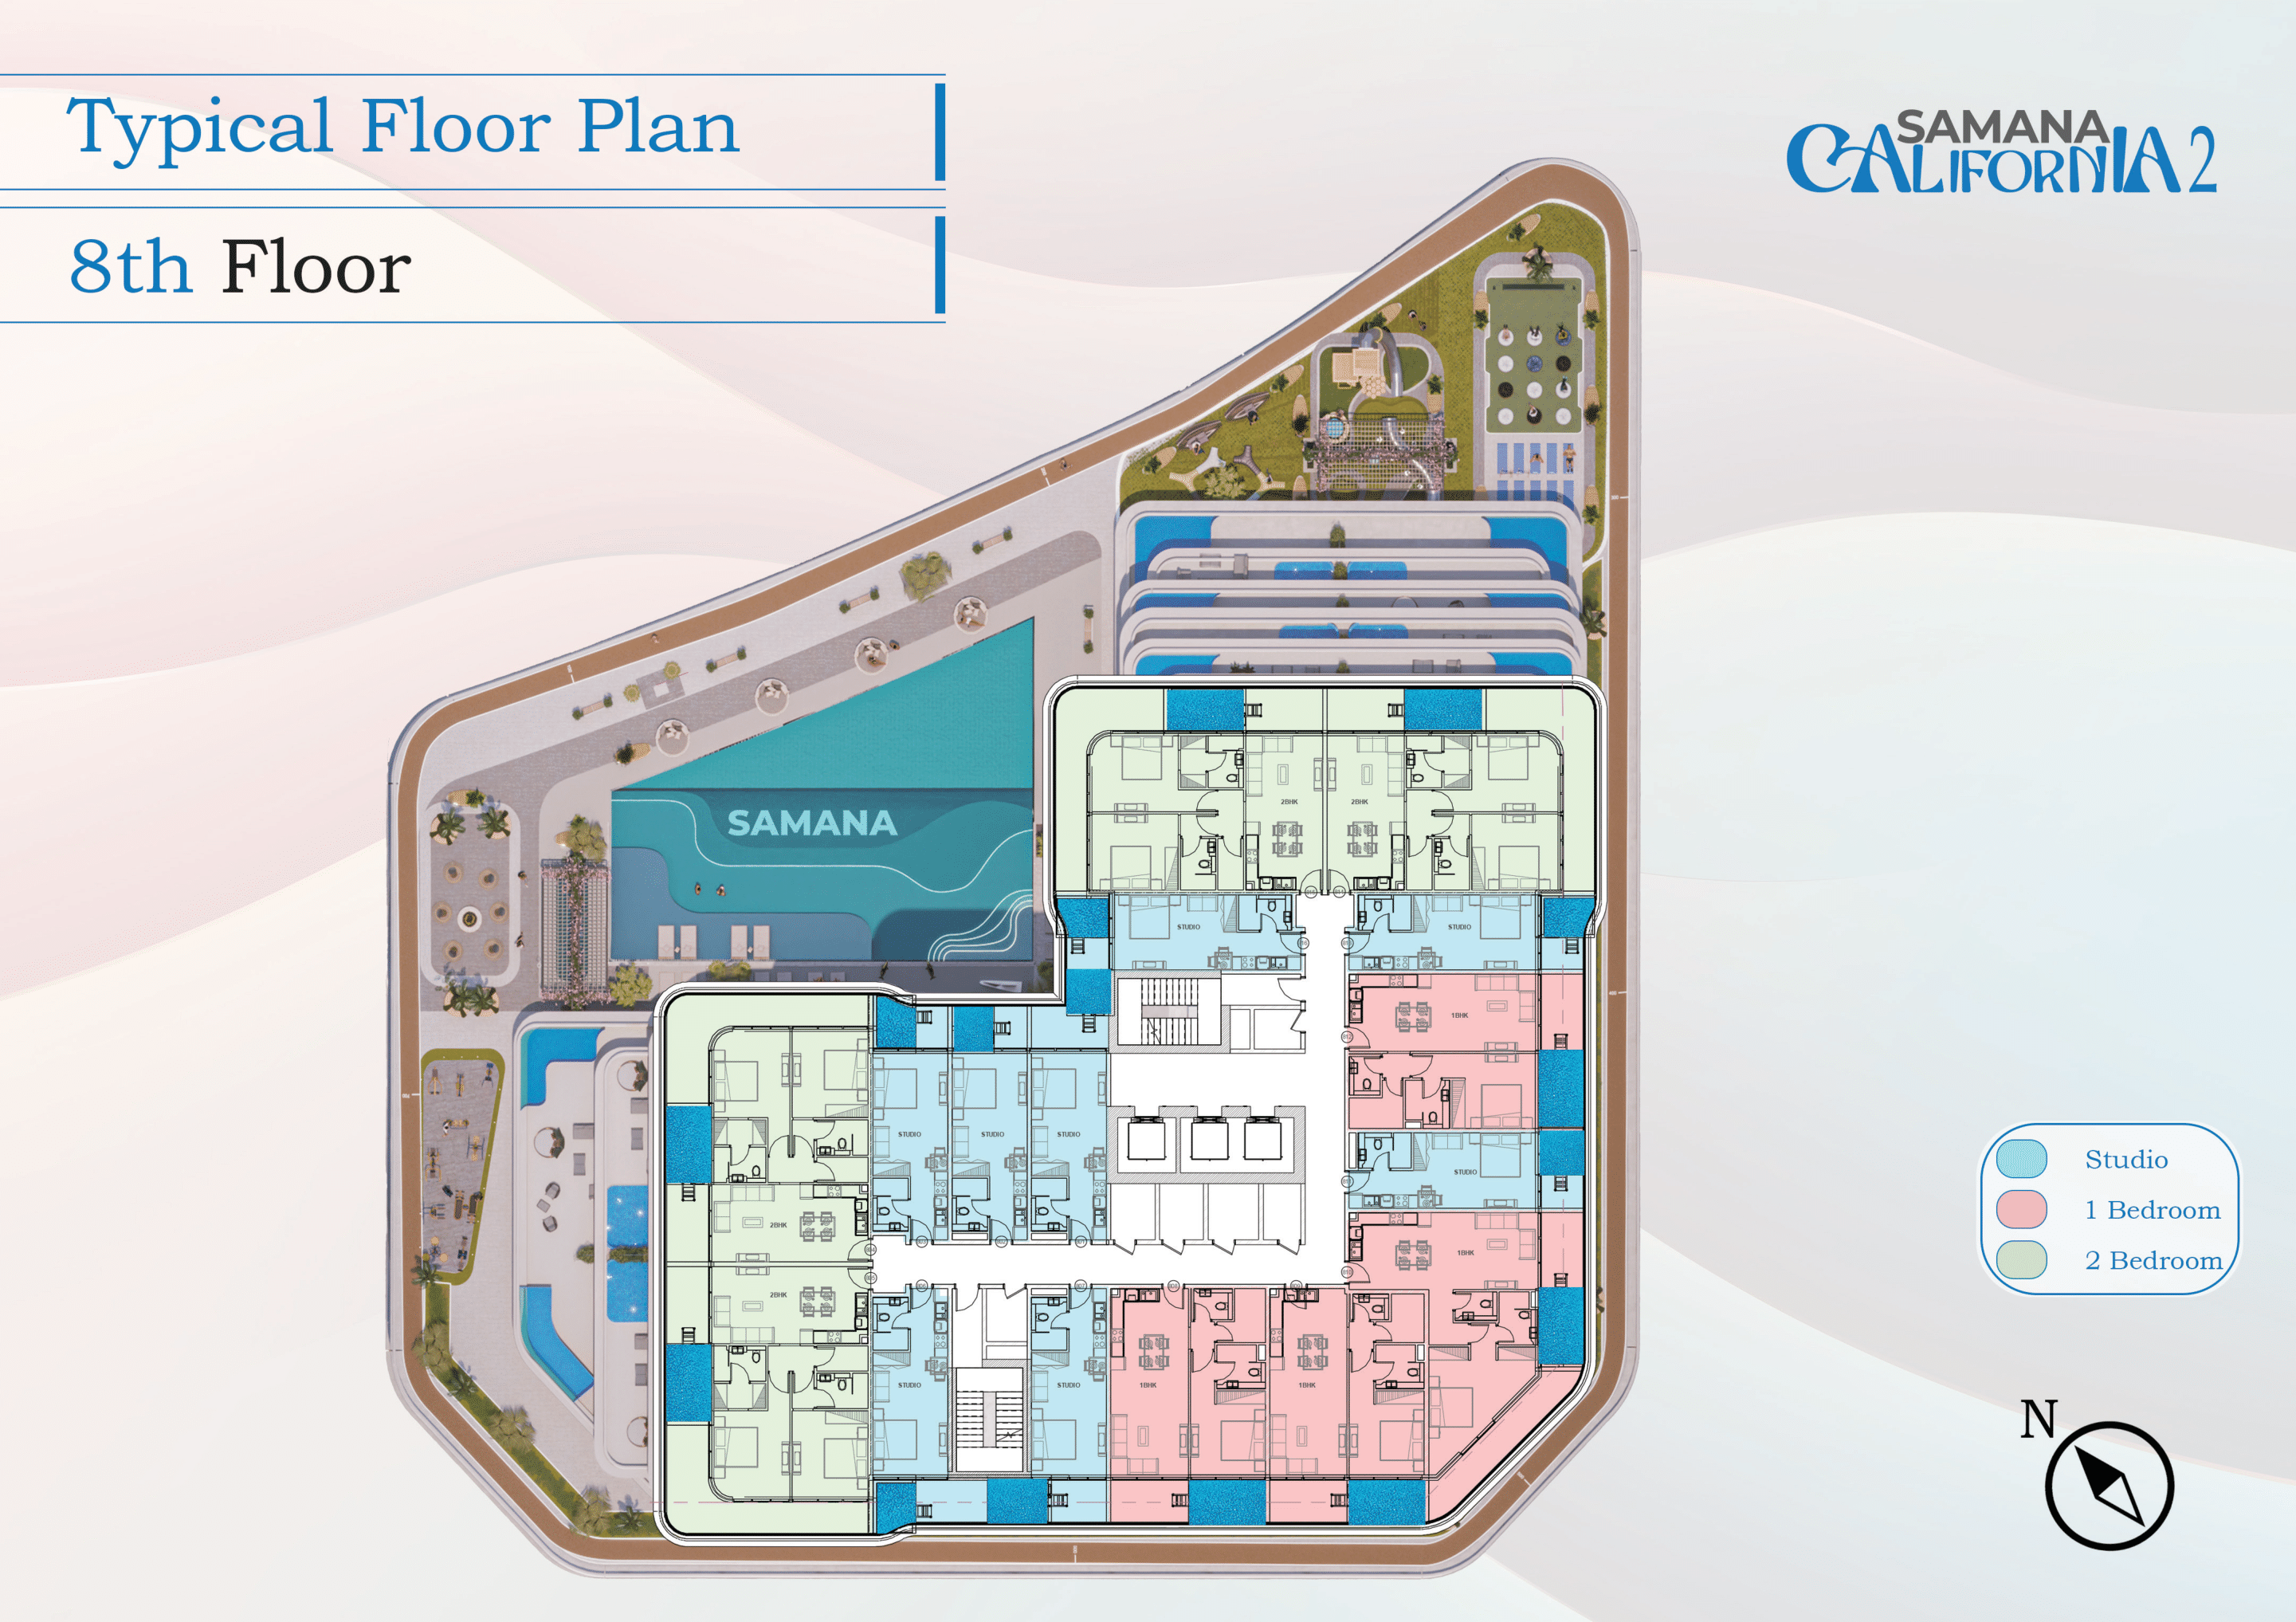 Typical Floor Plan
8th Floor
SAMANA
CALIFORNIA 2
SAMANA
2BHK
2BHK
STUDIO
STUDIO
1BHK
STUDIO
STUDIO
STUDIO
STUDIO
2BHK
1BHK
2BHK
STUDIO
STUDIO
1BHK
1BHK
Studio
1 Bedroom
2 Bedroom
N